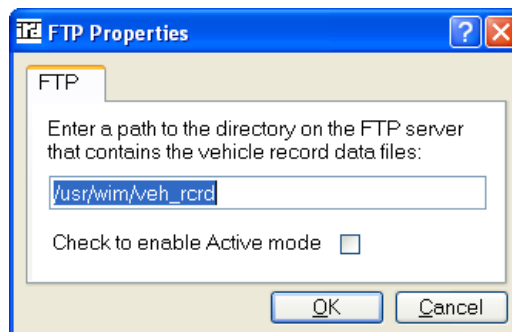 ird FTP Properties
FTP
Enter a path to the directory on the FTP server
that contains the vehicle record data files:
/usr/wim/veh_rcrd
Check to enable Active mode
OK Cancel